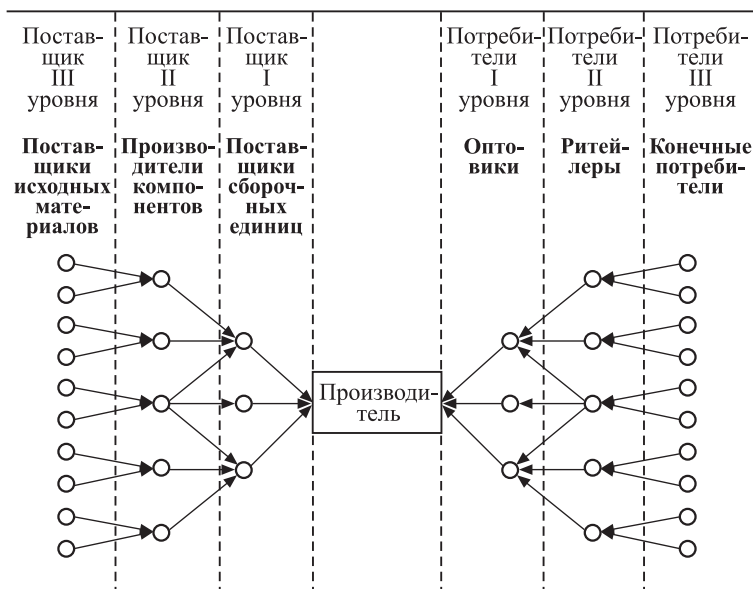 Постав-
щик
III
уровня
Постав-
щик
II
уровня
Постав-
щик
I
уровня
Потреби-
тели
I
уровня
Потреби-
тели
II
уровня
Потреби-
тели
III
уровня
Постав-
щики
исходных
мате-
риалов
Произво-
дители
компо-
нентов
Постав-
щики
сбороч-
ных
единиц
Опто-
вики
Ритей-
леры
Конечные
потреби-
тели
Производи-
тель